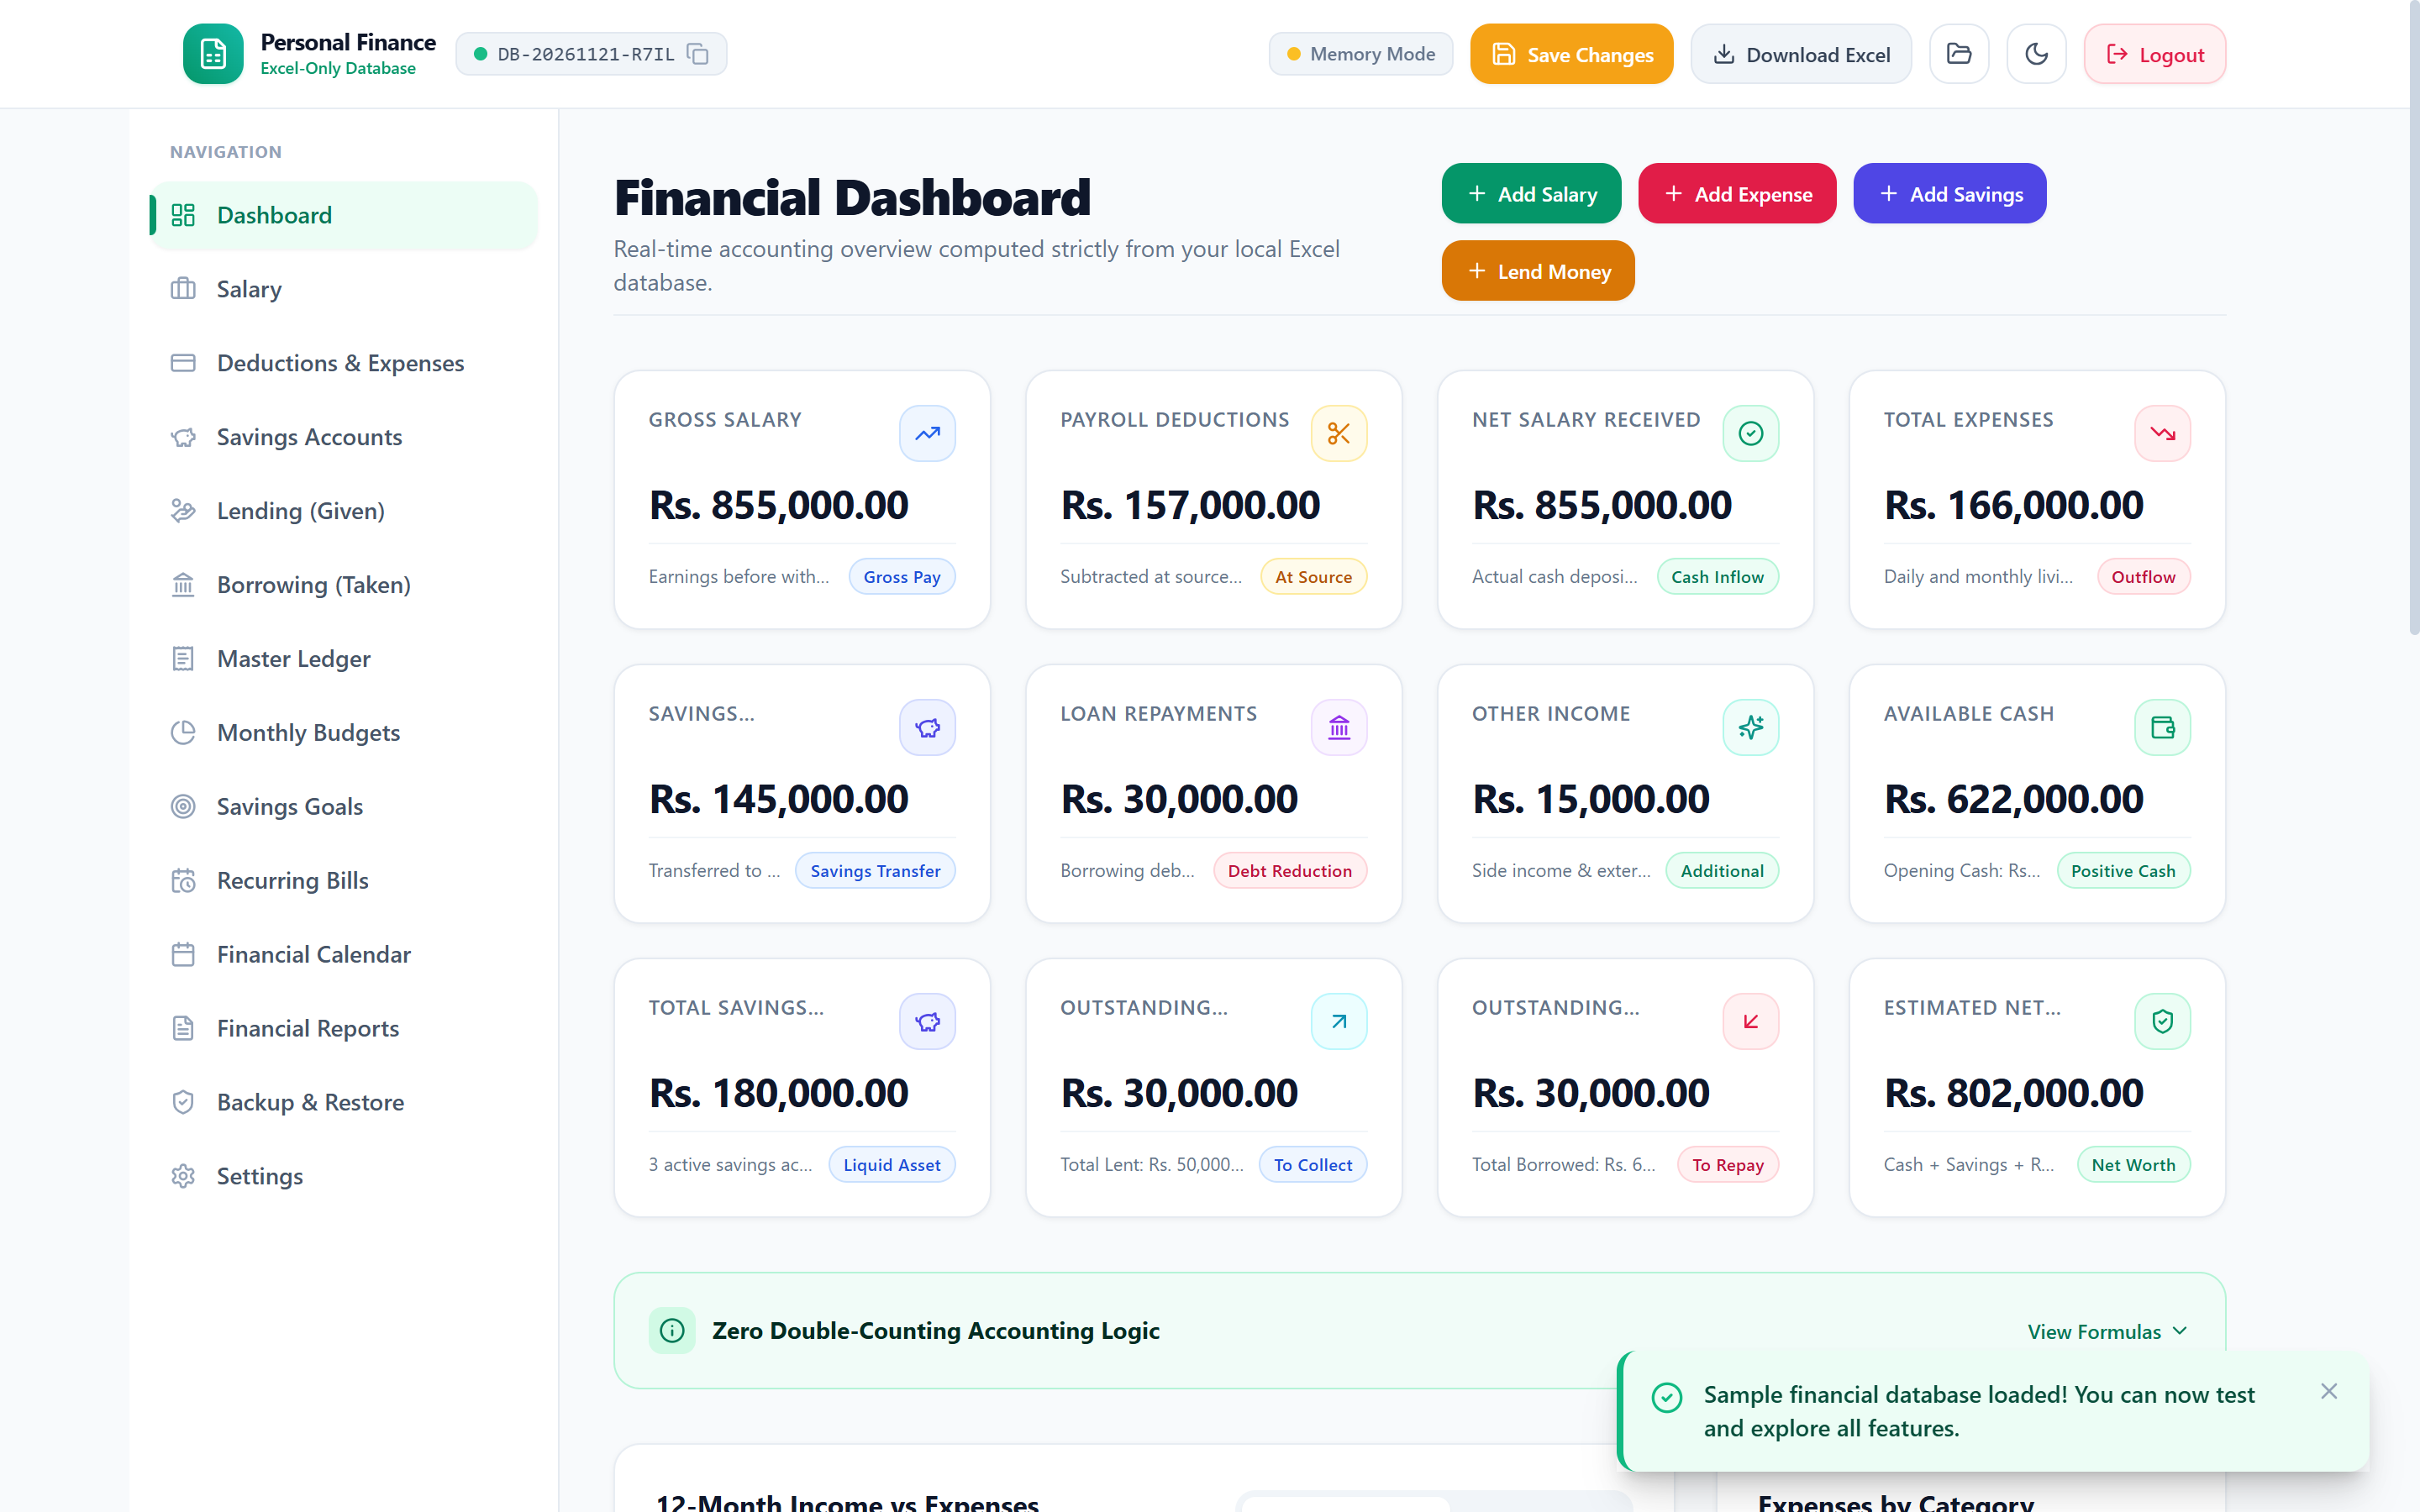 Personal Finance
Excel-Only Database
DB-20261121-R7IL
Memory Mode
Save Changes
Download Excel
Logout
NAVIGATION
Dashboard
Salary
Deductions & Expenses
Savings Accounts
Lending (Given)
Borrowing (Taken)
Master Ledger
Monthly Budgets
Savings Goals
Recurring Bills
Financial Calendar
Financial Reports
Backup & Restore
Settings
Financial Dashboard
Real-time accounting overview computed strictly from your local Excel
database.
Add Salary
Add Expense
Add Savings
Lend Money
GROSS SALARY
Rs. 855,000.00
Earnings before with...
Gross Pay
PAYROLL DEDUCTIONS
Rs. 157,000.00
Subtracted at source...
At Source
NET SALARY RECEIVED
Rs. 855,000.00
Actual cash deposi...
Cash Inflow
TOTAL EXPENSES
Rs. 166,000.00
Daily and monthly livi...
Outflow
SAVINGS...
Rs. 145,000.00
Transferred to ...
Savings Transfer
LOAN REPAYMENTS
Rs. 30,000.00
Borrowing deb...
Debt Reduction
OTHER INCOME
Rs. 15,000.00
Side income & exter...
Additional
AVAILABLE CASH
Rs. 622,000.00
Opening Cash: Rs...
Positive Cash
TOTAL SAVINGS...
Rs. 180,000.00
3 active savings ac...
Liquid Asset
OUTSTANDING...
Rs. 30,000.00
Total Lent: Rs. 50,000...
To Collect
OUTSTANDING...
Rs. 30,000.00
Total Borrowed: Rs. 6...
To Repay
ESTIMATED NET...
Rs. 802,000.00
Cash + Savings + R...
Net Worth
Zero Double-Counting Accounting Logic
View Formulas
Sample financial database loaded! You can now test
and explore all features.
12-Month Income vs Expenses
Expenses by Category